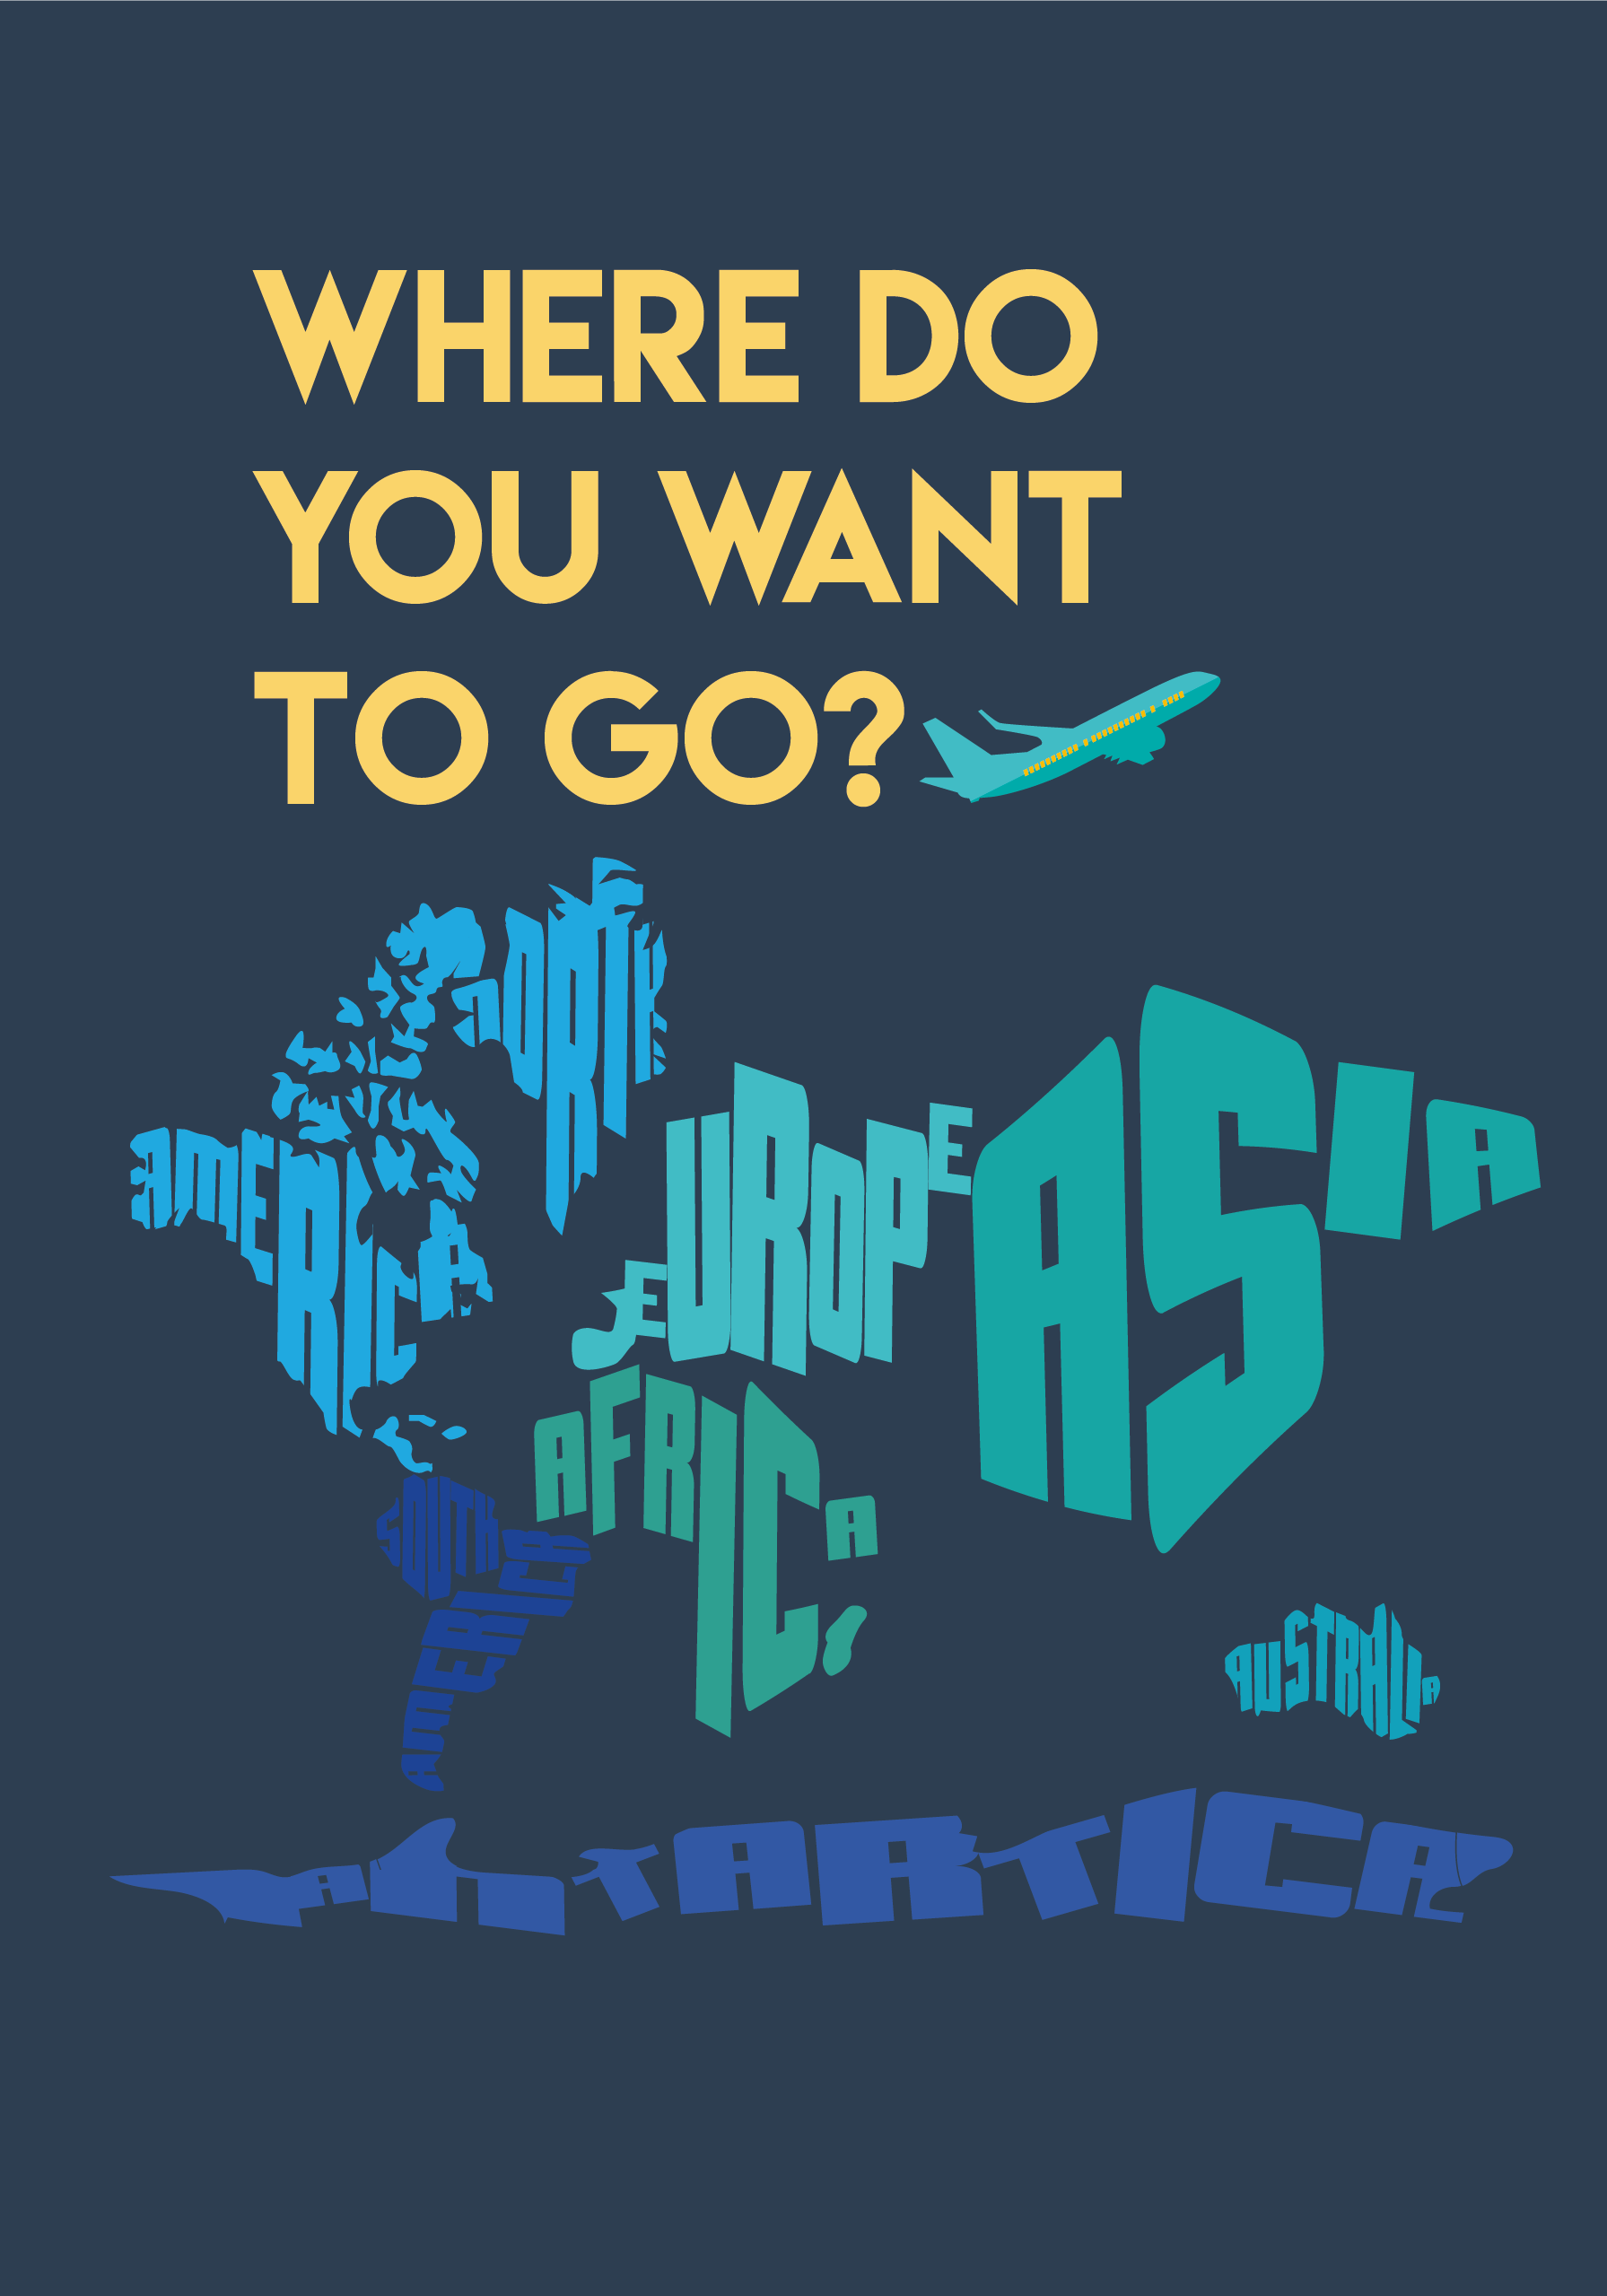 WHERE DO
YOU WANT
TO GO?
NORTH
AMERICA
EUROPE
ASIA
AFRICA
SOUTH
AMERICA
AUSTRALIA
ANTARTICA